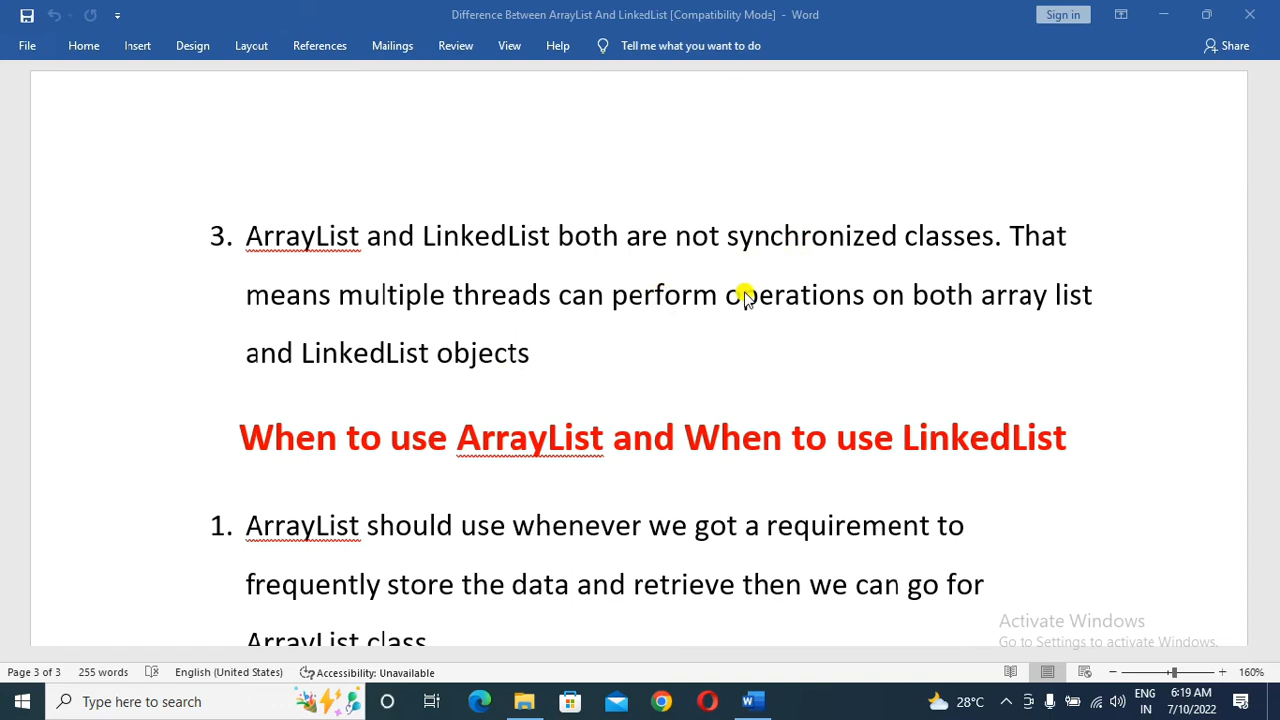 Difference Between ArrayList And LinkedList [Compatibility Mode] - Word
Sign in
File Home Insert Design Layout References Mailings Review View Help Tell me what you want to do Share
3. ArrayList and LinkedList both are not synchronized classes. That
means multiple threads can perform operations on both array list
and LinkedList objects
When to use ArrayList and When to use LinkedList
1. ArrayList should use whenever we got a requirement to
frequently store the data and retrieve then we can go for
ArrayList class
Activate Windows
Go to Settings to activate Windows.
Page 3 of 3 255 words English (United States) Accessibility: Unavailable 160%
Type here to search 28°C ENG IN 6:19 AM 7/10/2022